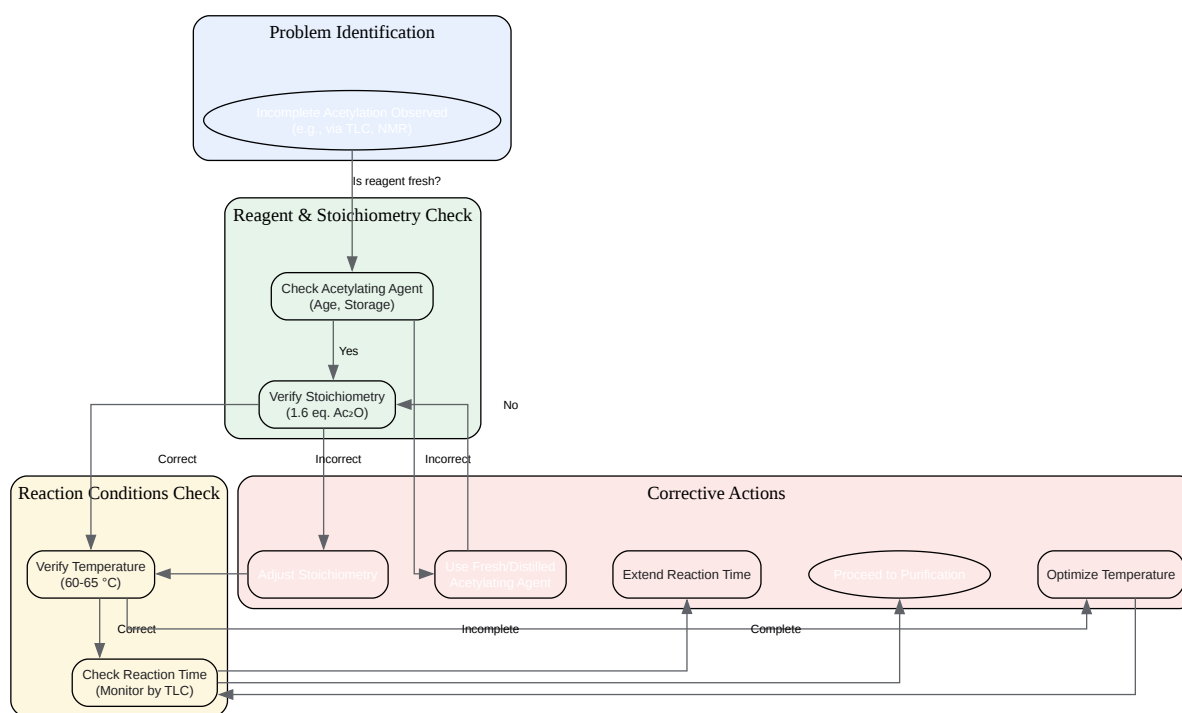 Problem Identification
Incomplete Acetylation Observed
(e.g., via TLC, NMR)
Is reagent fresh?
Reagent & Stoichiometry Check
Check Acetylating Agent
(Age, Storage)
Yes
Verify Stoichiometry
(1.6 eq. Ac₂O)
No
Correct
Incorrect
Incorrect
Reaction Conditions Check
Corrective Actions
Verify Temperature
(60-65 °C)
Adjust Stoichiometry
Use Fresh/Distilled
Acetylating Agent
Extend Reaction Time
Proceed to Purification
Optimize Temperature
Correct
Incomplete
Complete
Check Reaction Time
(Monitor by TLC)